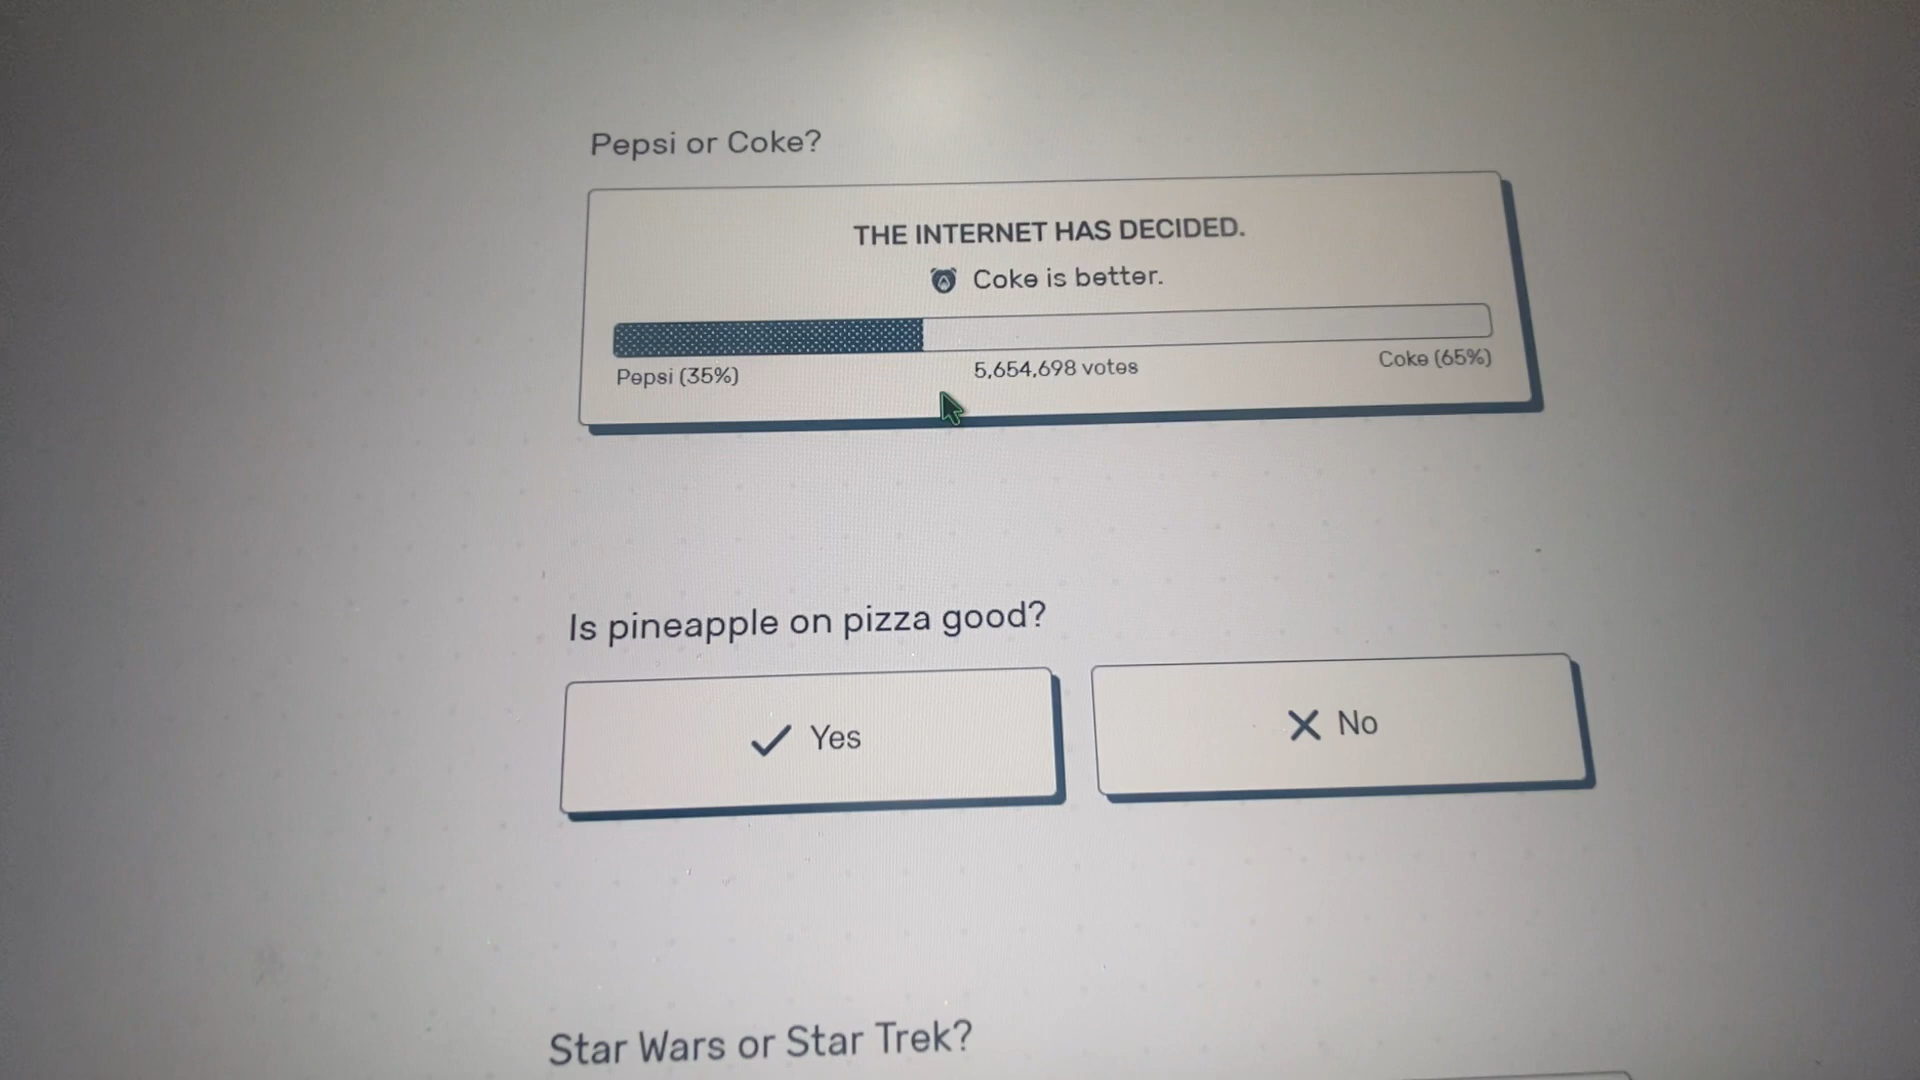 Pepsi or Coke?
THE INTERNET HAS DECIDED.
Coke is better.
Pepsi (35%) 5,654,698 votes Coke (65%)
Is pineapple on pizza good?
Yes No
Star Wars or Star Trek?